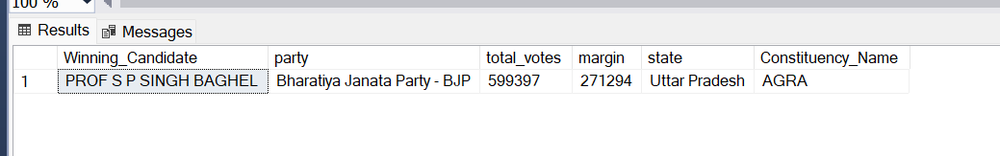 100 %
Results Messages
Winning_Candidate party total_votes margin state Constituency_Name
1 PROF S P SINGH BAGHEL Bharatiya Janata Party - BJP 599397 271294 Uttar Pradesh AGRA